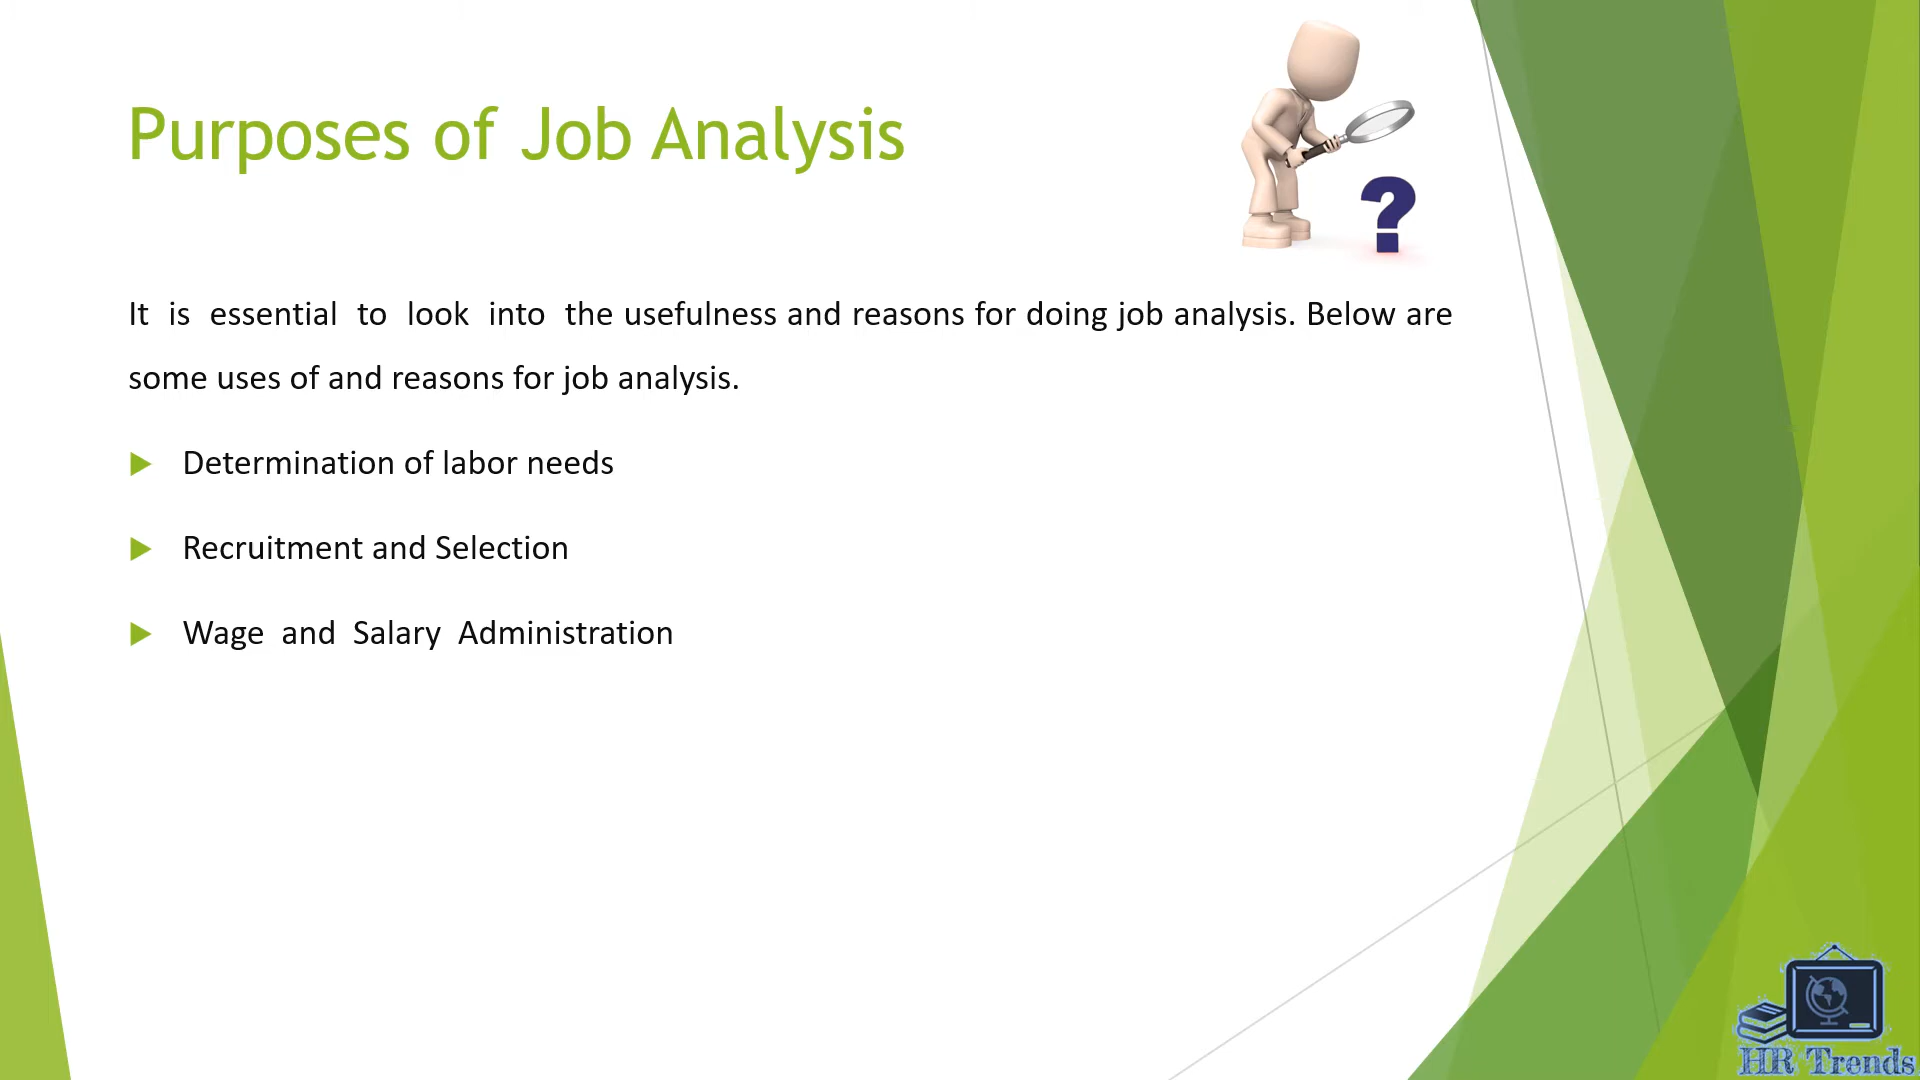 Purposes of Job Analysis
?
It is essential to look into the usefulness and reasons for doing job analysis. Below are
some uses of and reasons for job analysis.
Determination of labor needs
Recruitment and Selection
Wage and Salary Administration
HR Trends